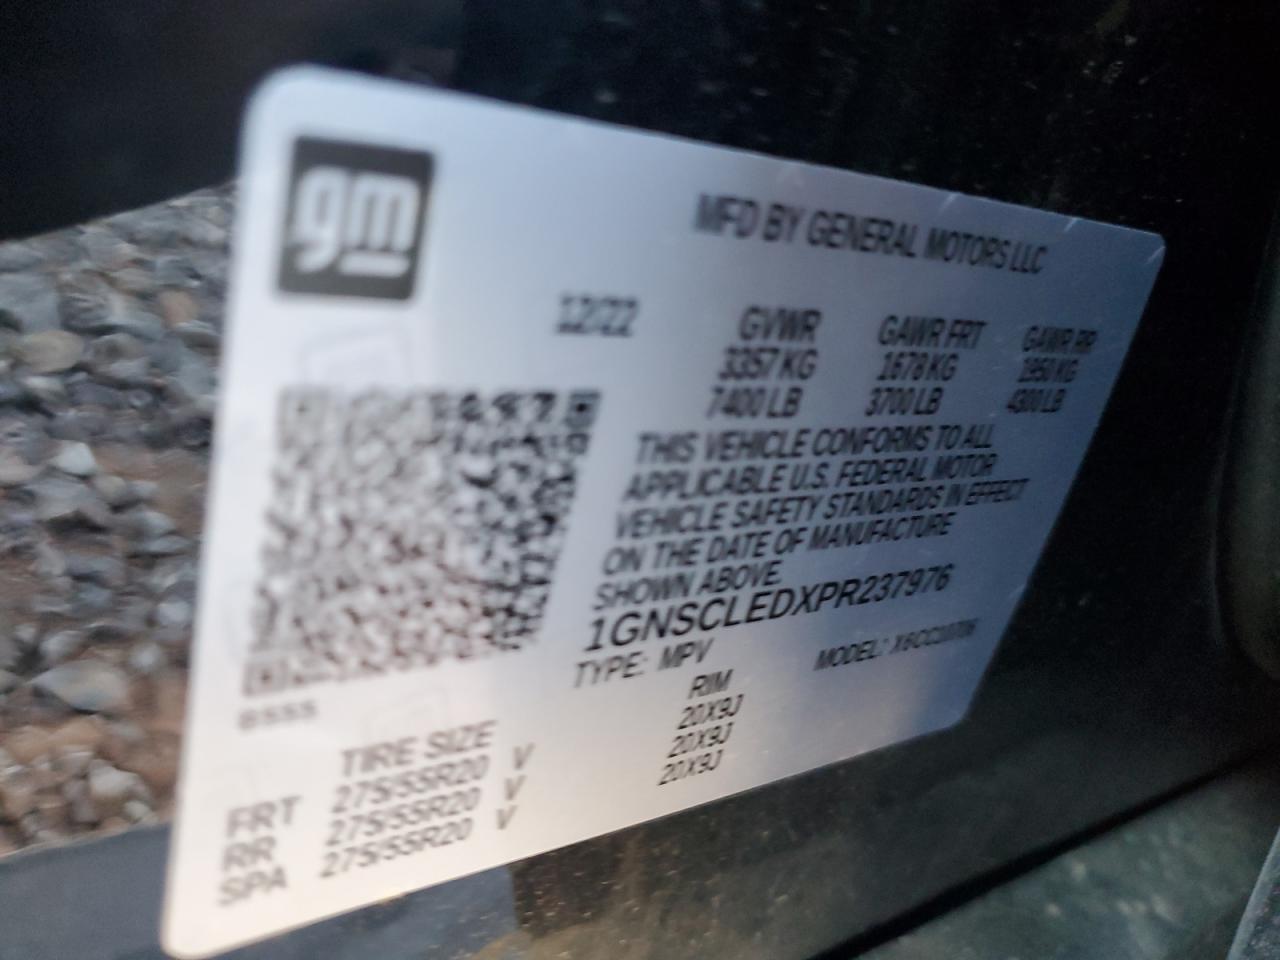 gm
MFD BY GENERAL MOTORS LLC
12/22 GVWR GAWR FRT GAWR RR
3357 KG 1678 KG 1950 KG
7400 LB 3700 LB 4300 LB
THIS VEHICLE CONFORMS TO ALL
APPLICABLE U.S. FEDERAL MOTOR
VEHICLE SAFETY STANDARDS IN EFFECT
ON THE DATE OF MANUFACTURE
SHOWN ABOVE.
1GNSCLEDXPR237976
TYPE: MPV MODEL:
TIRE SIZE RIM
FRT 275/55R20 V 20X9J
RR 275/55R20 V 20X9J
SPA 275/55R20 V 20X9J